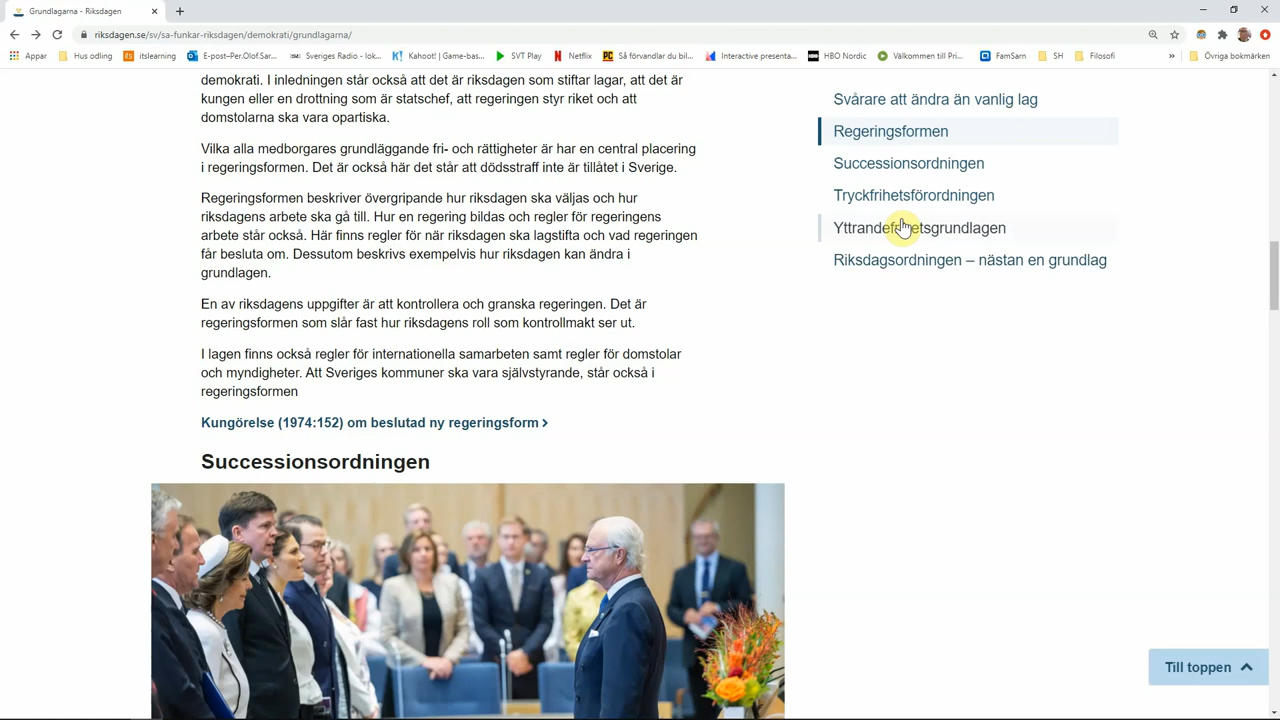 Grundlagarna - Riksdagen
riksdagen.se/sv/sa-funkar-riksdagen/demokrati/grundlagarna/
Appar
Hus odling
itslearning
E-post–Per.Olof.Sar...
Sveriges Radio - lok...
Kahoot! | Game-bas...
SVT Play
Netflix
Så förvandlar du bil...
Interactive presenta...
HBO Nordic
Välkommen till Pri...
FamSarn
SH
Filosofi
»
Övriga bokmärken
demokrati. I inledningen står också att det är riksdagen som stiftar lagar, att det är
kungen eller en drottning som är statschef, att regeringen styr riket och att
domstolarna ska vara opartiska.
Vilka alla medborgares grundläggande fri- och rättigheter är har en central placering
i regeringsformen. Det är också här det står att dödsstraff inte är tillåtet i Sverige.
Regeringsformen beskriver övergripande hur riksdagen ska väljas och hur
riksdagens arbete ska gå till. Hur en regering bildas och regler för regeringens
arbete står också. Här finns regler för när riksdagen ska lagstifta och vad regeringen
får besluta om. Dessutom beskrivs exempelvis hur riksdagen kan ändra i
grundlagen.
En av riksdagens uppgifter är att kontrollera och granska regeringen. Det är
regeringsformen som slår fast hur riksdagens roll som kontrollmakt ser ut.
I lagen finns också regler för internationella samarbeten samt regler för domstolar
och myndigheter. Att Sveriges kommuner ska vara självstyrande, står också i
regeringsformen
Kungörelse (1974:152) om beslutad ny regeringsform
Successionsordningen
Svårare att ändra än vanlig lag
Regeringsformen
Successionsordningen
Tryckfrihetsförordningen
Yttrandefrihetsgrundlagen
Riksdagsordningen – nästan en grundlag
Till toppen